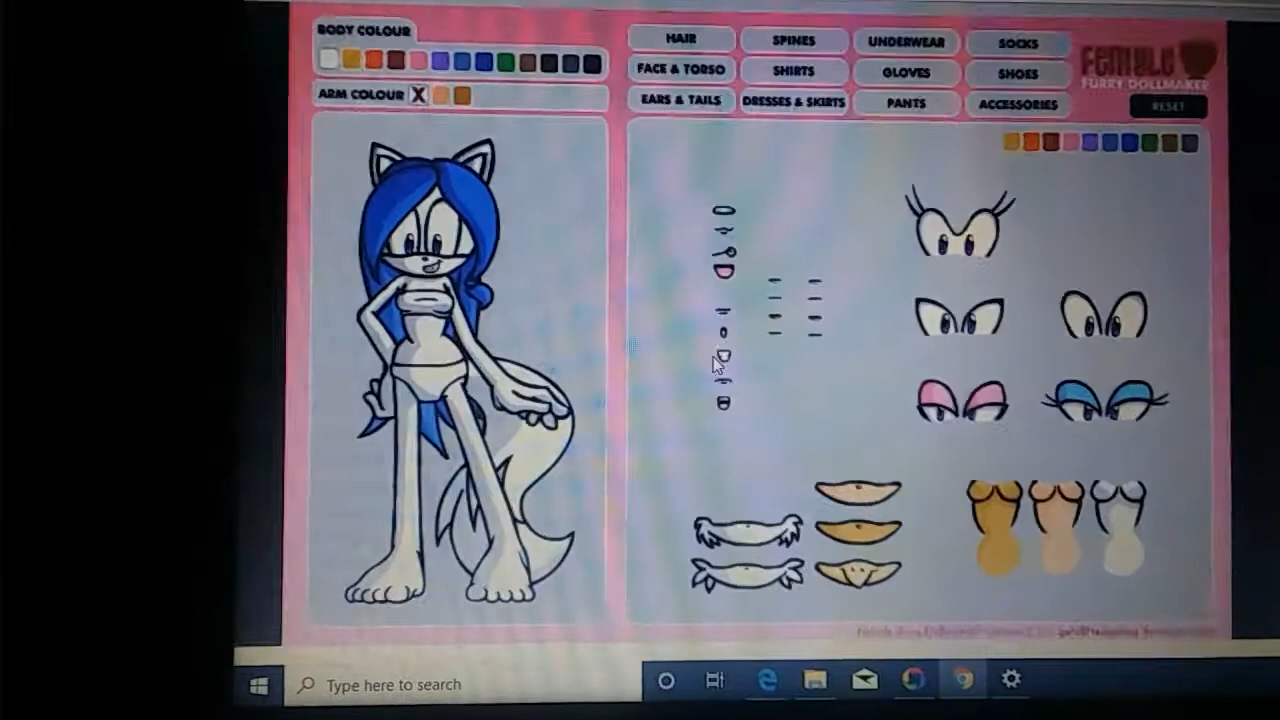 BODY COLOUR
ARM COLOUR X
HAIR SPINES UNDERWEAR SOCKS
FACE & TORSO SHIRTS GLOVES SHOES
EARS & TAILS DRESSES & SKIRTS PANTS ACCESSORIES
FEMALE
FURRY DOLLMAKER
RESET
Type here to search